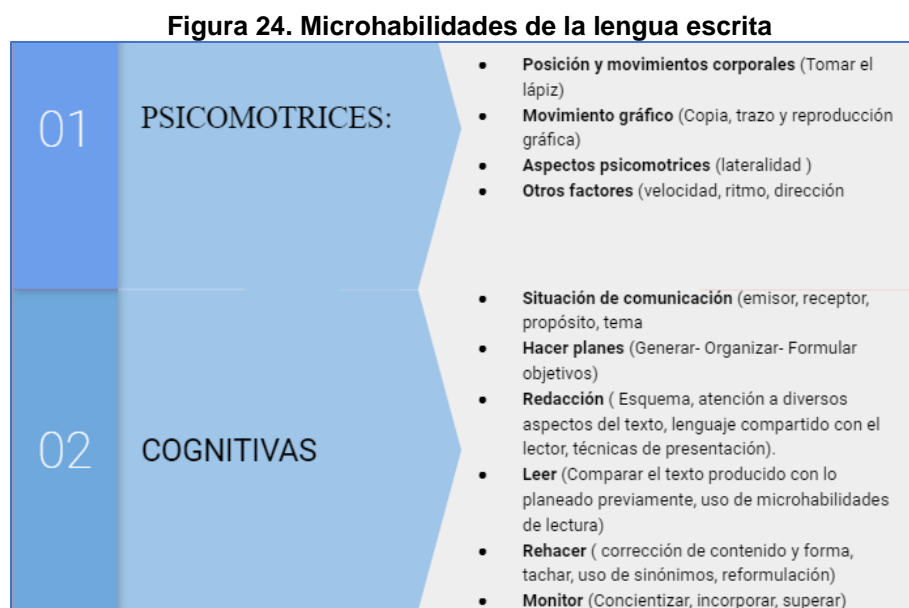 Figura 24. Microhabilidades de la lengua escrita
01
PSICOMOTRICES:
• Posición y movimientos corporales (Tomar el
lápiz)
• Movimiento gráfico (Copia, trazo y reproducción
gráfica)
• Aspectos psicomotrices (lateralidad )
• Otros factores (velocidad, ritmo, dirección
02
COGNITIVAS
• Situación de comunicación (emisor, receptor,
propósito, tema
• Hacer planes (Generar- Organizar- Formular
objetivos)
• Redacción ( Esquema, atención a diversos
aspectos del texto, lenguaje compartido con el
lector, técnicas de presentación).
• Leer (Comparar el texto producido con lo
planeado previamente, uso de microhabilidades
de lectura)
• Rehacer ( corrección de contenido y forma,
tachar, uso de sinónimos, reformulación)
• Monitor (Concientizar, incorporar, superar)